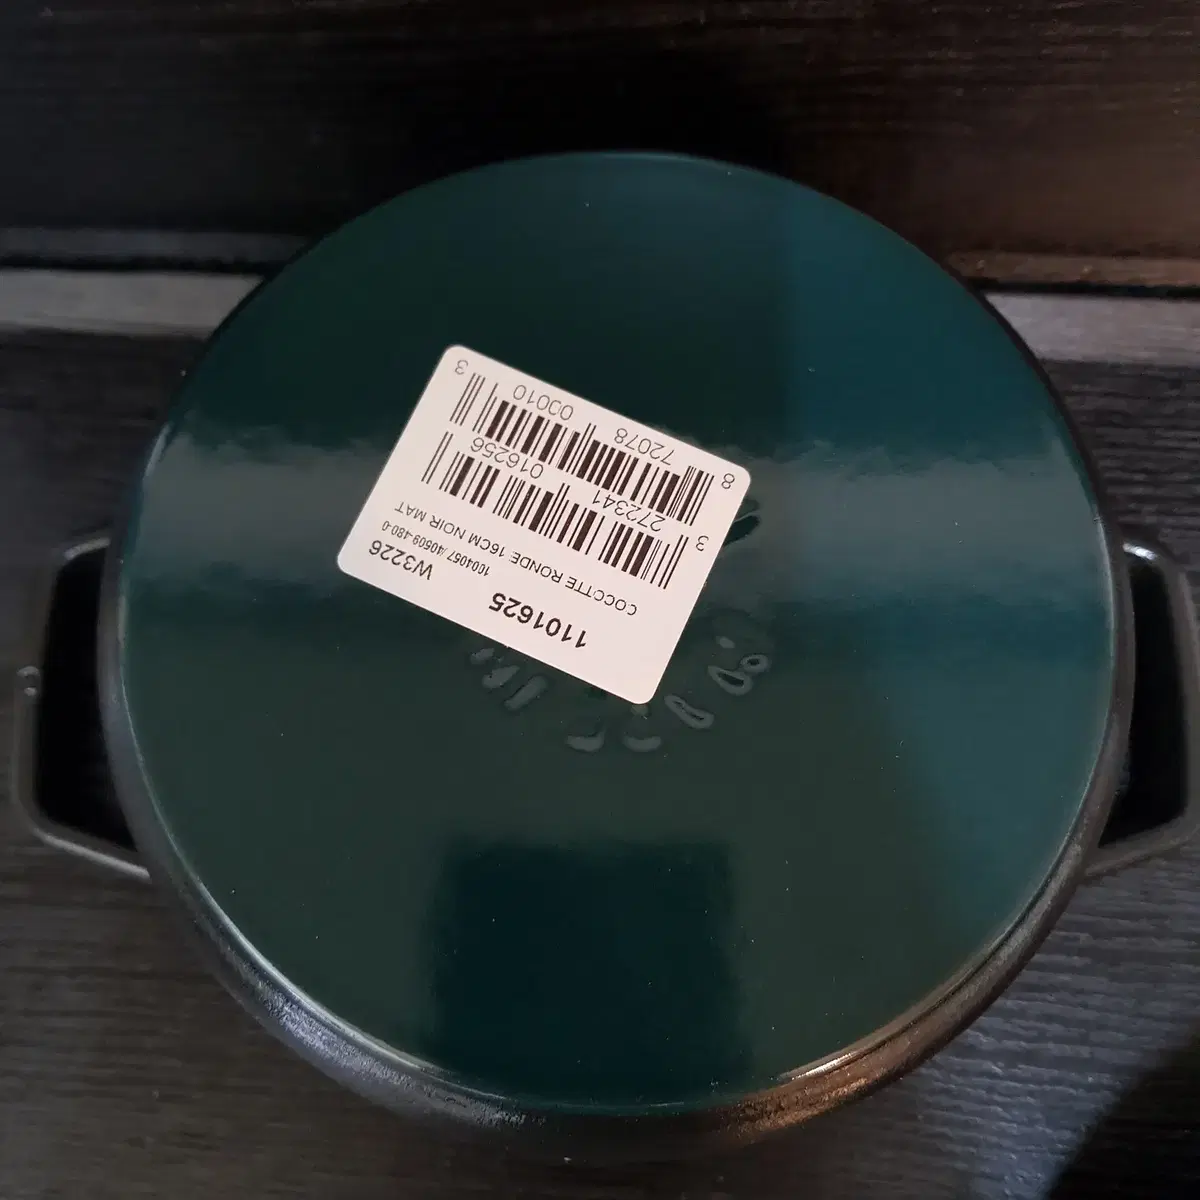 1101625 W3226
1004057 /40509-480-0
COCOTTE RONDE 16CM NOIR MAT
3 272341 016256
8 72078 00010 3